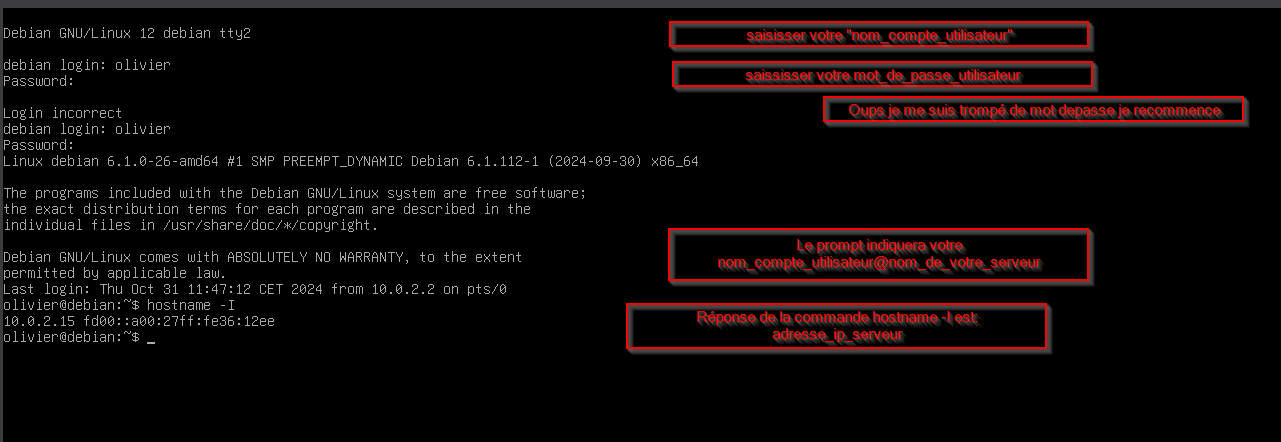 Debian GNU/Linux 12 debian tty2
saisisser votre "nom_compte_utilisateur"
debian login: olivier
Password:
saississer votre mot_de_passe_utilisateur
Oups je me suis trompé de mot depasse je recommence
Login incorrect
debian login: olivier
Password:
Linux debian 6.1.0-26-amd64 #1 SMP PREEMPT_DYNAMIC Debian 6.1.112-1 (2024-09-30) x86_64
The programs included with the Debian GNU/Linux system are free software;
the exact distribution terms for each program are described in the
individual files in /usr/share/doc/*/copyright.
Debian GNU/Linux comes with ABSOLUTELY NO WARRANTY, to the extent
permitted by applicable law.
Le prompt indiquera votre
nom_compte_utilisateur@nom_de_votre_serveur
Last login: Thu Oct 31 11:47:12 CET 2024 from 10.0.2.2 on pts/0
olivier@debian:~$ hostname -I
10.0.2.15 fd00::a00:27ff:fe36:12ee
olivier@debian:~$ _
Réponse de la commande hostname -I est:
adresse_ip_serveur